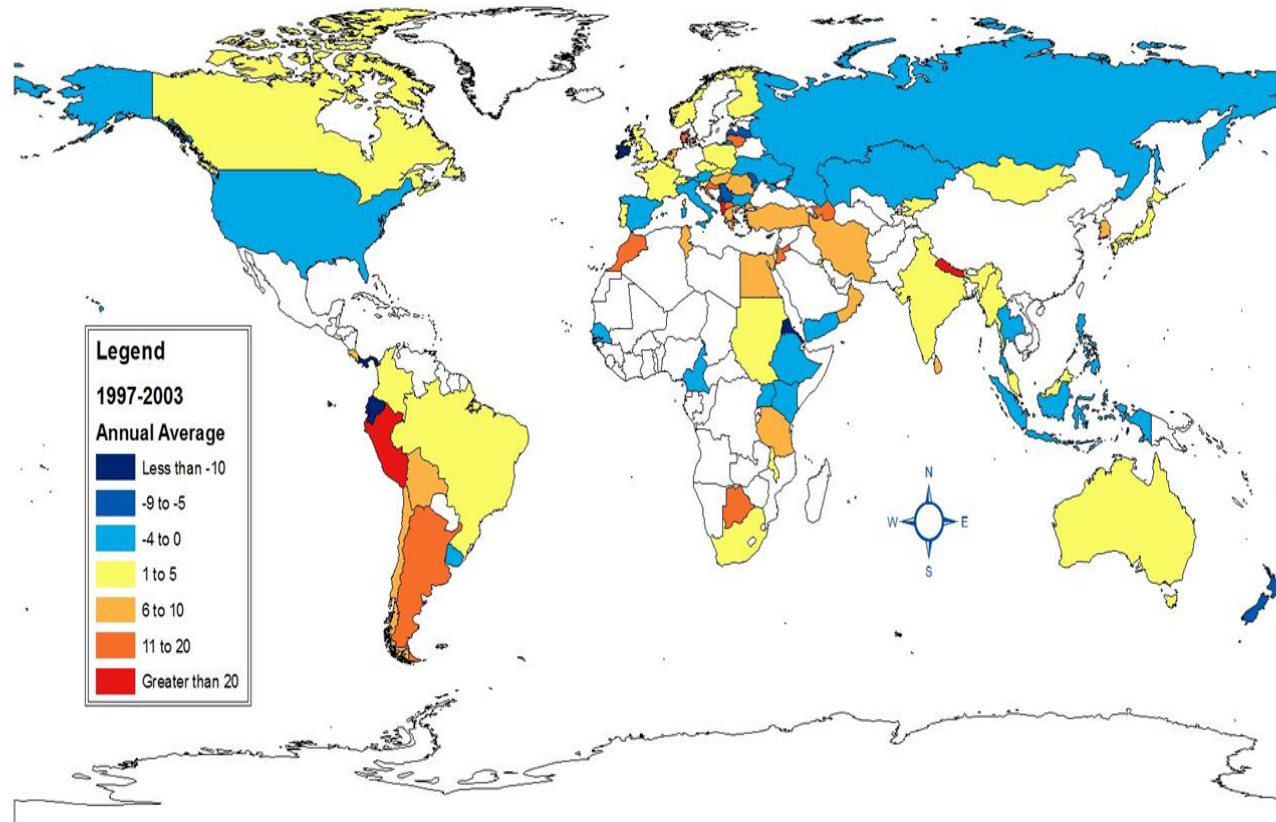 Legend
1997-2003
Annual Average
Less than -10
-9 to -5
-4 to 0
1 to 5
6 to 10
11 to 20
Greater than 20
N
W E
S